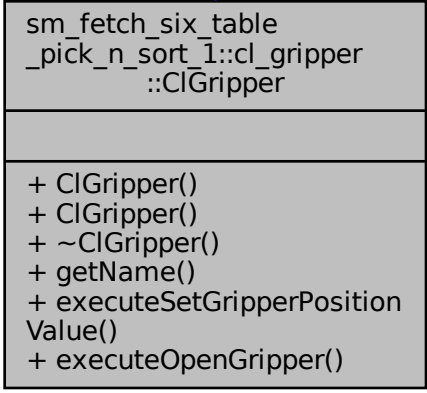 sm_fetch_six_table
_pick_n_sort_1::cl_gripper
::ClGripper
+ ClGripper()
+ ClGripper()
+ ~ClGripper()
+ getName()
+ executeSetGripperPosition
Value()
+ executeOpenGripper()